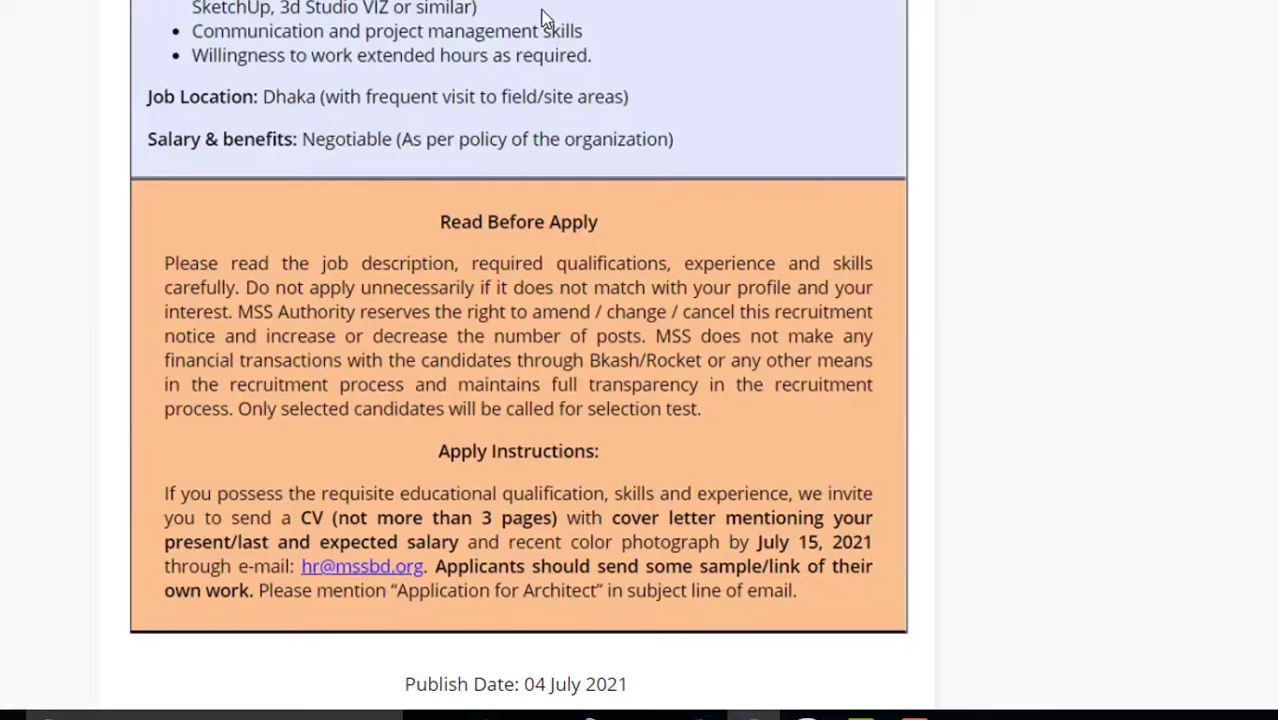 SketchUp, 3d Studio VIZ or similar)
• Communication and project management skills
• Willingness to work extended hours as required.
Job Location: Dhaka (with frequent visit to field/site areas)
Salary & benefits: Negotiable (As per policy of the organization)
Read Before Apply
Please read the job description, required qualifications, experience and skills
carefully. Do not apply unnecessarily if it does not match with your profile and your
interest. MSS Authority reserves the right to amend / change / cancel this recruitment
notice and increase or decrease the number of posts. MSS does not make any
financial transactions with the candidates through Bkash/Rocket or any other means
in the recruitment process and maintains full transparency in the recruitment
process. Only selected candidates will be called for selection test.
Apply Instructions:
If you possess the requisite educational qualification, skills and experience, we invite
you to send a CV (not more than 3 pages) with cover letter mentioning your
present/last and expected salary and recent color photograph by July 15, 2021
through e-mail: hr@mssbd.org. Applicants should send some sample/link of their
own work. Please mention “Application for Architect” in subject line of email.
Publish Date: 04 July 2021